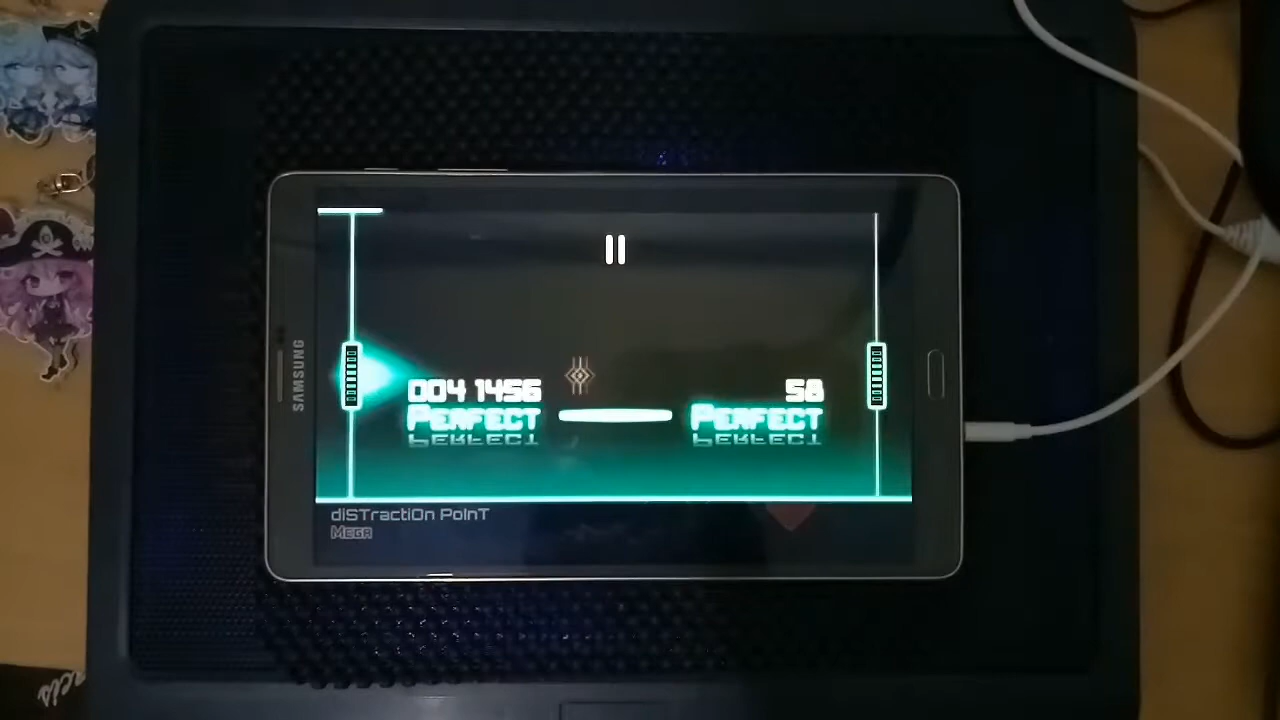 SAMSUNG
004 1456
58
PERFECT
PERFECT
diSTractiOn PoInT
MEGA